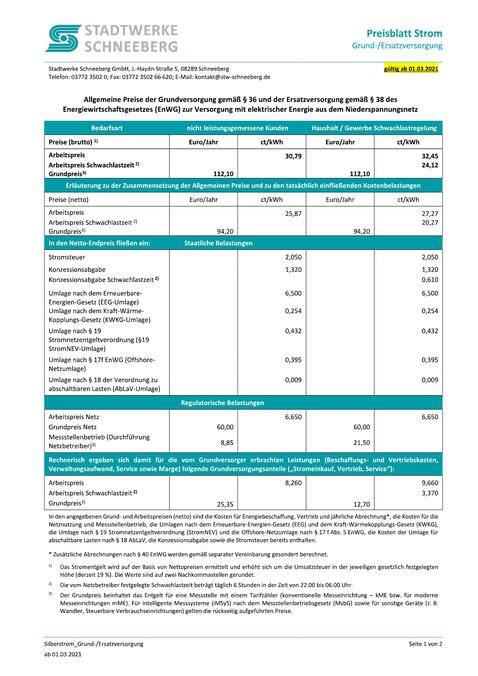 STADTWERKE
SCHNEEBERG
Preisblatt Strom
Grund-/Ersatzversorgung
Stadtwerke Schneeberg GmbH, J.-Haydn-Straße 5, 08289 Schneeberg
gültig ab 01.03.2021
Telefon: 03772 3502 0; Fax: 03772 3502 66 620; E-Mail: kontakt@stw-schneeberg.de
Allgemeine Preise der Grundversorgung gemäß § 36 und der Ersatzversorgung gemäß § 38 des
Energiewirtschaftsgesetzes (EnWG) zur Versorgung mit elektrischer Energie aus dem Niederspannungsnetz
Bedarfsart nicht leistungsgemessene Kunden Haushalt / Gewerbe Schwachlastregelung
Preise (brutto) 1) Euro/Jahr ct/kWh Euro/Jahr ct/kWh
Arbeitspreis 30,79 32,45
Arbeitspreis Schwachlastzeit 2) 24,12
Grundpreis3) 112,10 112,10
Erläuterung zu der Zusammensetzung der Allgemeinen Preise und zu den tatsächlich einfließenden Kostenbelastungen
Preise (netto) Euro/Jahr ct/kWh Euro/Jahr ct/kWh
Arbeitspreis 25,87 27,27
Arbeitspreis Schwachlastzeit 2) 20,27
Grundpreis3) 94,20 94,20
In den Netto-Endpreis fließen ein: Staatliche Belastungen
Stromsteuer 2,050 2,050
Konzessionsabgabe 1,320 1,320
Konzessionsabgabe Schwachlastzeit 2) 0,610
Umlage nach dem Erneuerbare- 6,500 6,500
Energien-Gesetz (EEG-Umlage)
Umlage nach dem Kraft-Wärme- 0,254 0,254
Kopplungs-Gesetz (KWKG-Umlage)
Umlage nach § 19 0,432 0,432
Stromnetzentgeltverordnung (§19
StromNEV-Umlage)
Umlage nach § 17f EnWG (Offshore- 0,395 0,395
Netzumlage)
Umlage nach § 18 der Verordnung zu 0,009 0,009
abschaltbaren Lasten (AbLaV-Umlage)
Regulatorische Belastungen
Arbeitspreis Netz 6,650 6,650
Grundpreis Netz 60,00 60,00
Messstellenbetrieb (Durchführung 8,85 21,50
Netzbetreiber)3)
Rechnerisch ergeben sich damit für die vom Grundversorger erbrachten Leistungen (Beschaffungs- und Vertriebskosten,
Verwaltungsaufwand, Service sowie Marge) folgende Grundversorgungsanteile („Stromeinkauf, Vertrieb, Service"):
Arbeitspreis 8,260 9,660
Arbeitspreis Schwachlastzeit 2) 3,370
Grundpreis3) 25,35 12,70
In den angegebenen Grund- und Arbeitspreisen (netto) sind die Kosten für Energiebeschaffung, Vertrieb und jährliche Abrechnung*, die Kosten für die
Netznutzung und Messstellenbetrieb, die Umlagen nach dem Erneuerbare-Energien-Gesetz (EEG) und dem Kraft-Wärmekopplungs-Gesetz (KWKG),
die Umlage nach § 19 Stromnetzentgeltverordnung (StromNEV) und die Offshore-Netzumlage nach § 17 f Abs. 5 EnWG, die Kosten der Umlage für
abschaltbare Lasten nach § 18 AbLaV, die Konzessionsabgabe sowie die Stromsteuer bereits enthalten.
* Zusätzliche Abrechnungen nach § 40 EnWG werden gemäß separater Vereinbarung gesondert berechnet.
1) Das Stromentgelt wird auf der Basis von Nettopreisen ermittelt und erhöht sich um die Umsatzsteuer in der jeweiligen gesetzlich festgelegten
Höhe (derzeit 19 %). Die Werte sind auf zwei Nachkommastellen gerundet.
2) Die vom Netzbetreiber festgelegte Schwachlastzeit beträgt täglich 6 Stunden in der Zeit von 22.00 bis 06.00 Uhr.
3) Der Grundpreis beinhaltet das Entgelt für eine Messstelle mit einem Tarifzähler (konventionelle Messeinrichtung – kME bzw. für moderne
Messeinrichtungen mME). Für intelligente Messsysteme (iMSyS) nach dem Messstellenbetriebsgesetz (MsbG) sowie für sonstige Geräte (z. B.
Wandler, Steuerbare Verbrauchseinrichtungen) gelten die rückseitig aufgeführten Preise.
Silberstrom_Grund-/Ersatzversorgung Seite 1 von 2
ab 01.03.2021